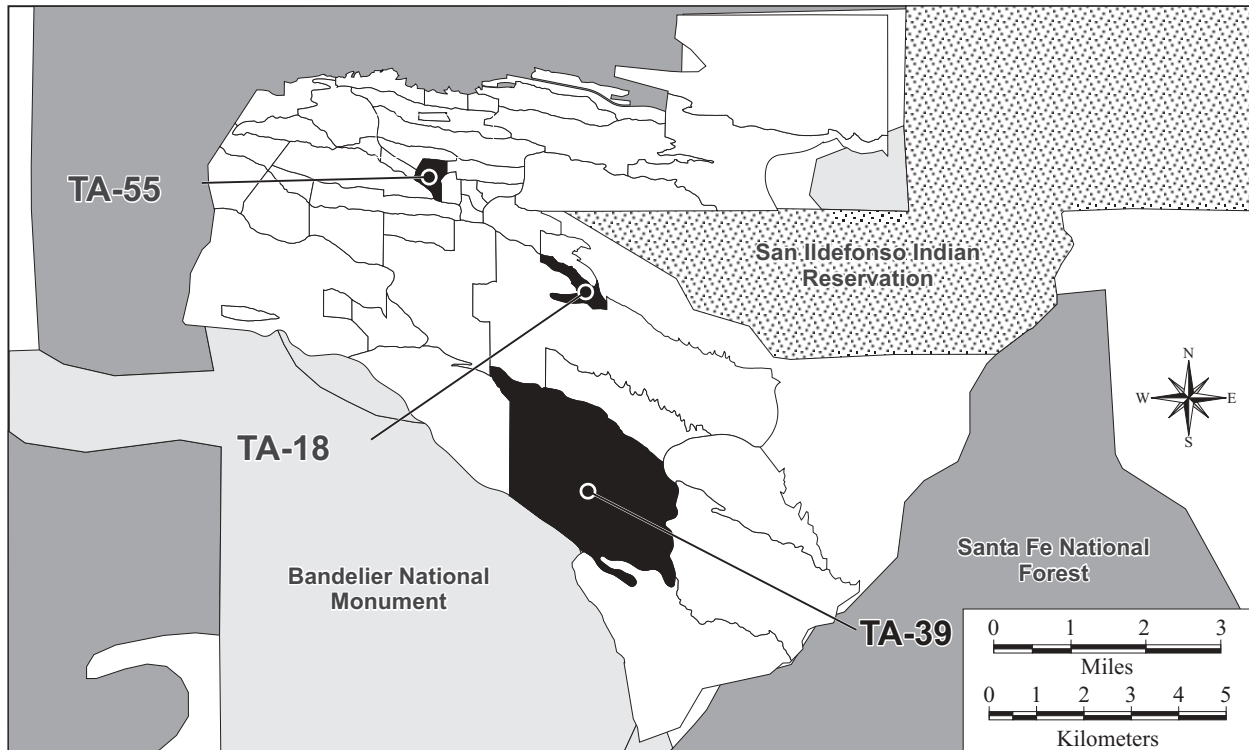 TA-55
San Ildefonso Indian
Reservation
N
W
E
S
TA-18
Santa Fe National
Forest
Bandelier National
Monument
TA-39
0 1 2 3
Miles
0 1 2 3 4 5
Kilometers